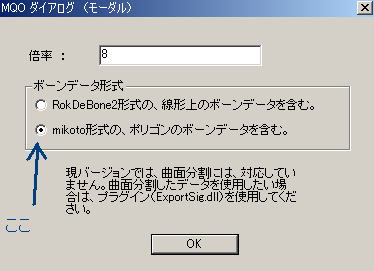 MQO ダイアログ (モーダル)
倍率 : 8
ボーンデータ形式
RokDeBone2形式の、線形上のボーンデータを含む。
mikoto形式の、ポリゴンのボーンデータを含む。
現バージョンでは、曲面分割には、対応してい
ません。曲面分割したデータを使用したい場
合は、プラグイン(ExportSig.dll)を使用してくだ
さい。
ここ
OK